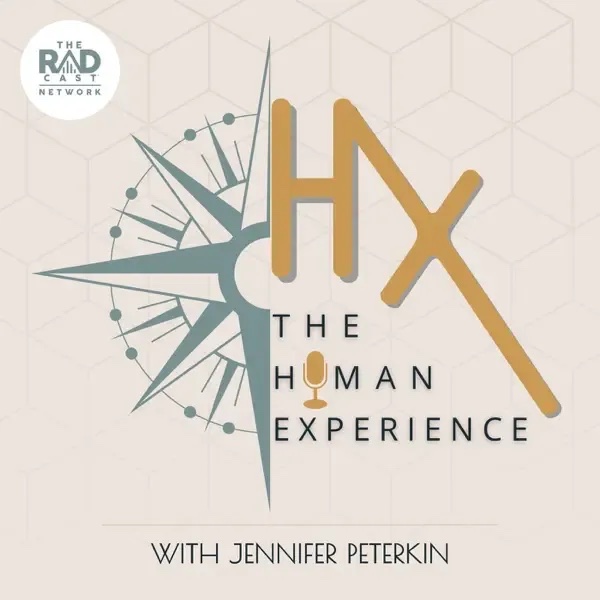 THE
RAD
CAST
NETWORK
HX
THE
HUMAN
EXPERIENCE
WITH JENNIFER PETERKIN